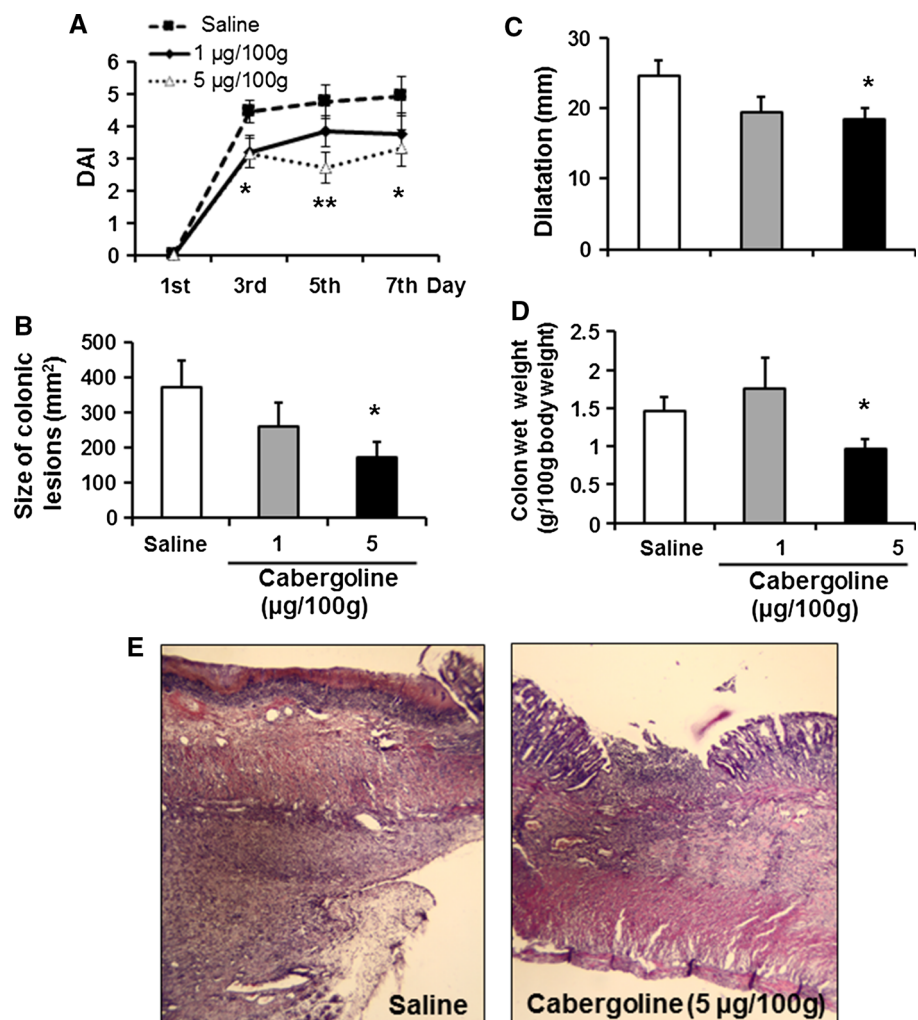 A
Saline
1 µg/100g
5 µg/100g
DAI
6
5
4
3
2
1
0
*
**
*
1st 3rd 5th 7th Day
B
Size of colonic
lesions (mm²)
500
400
300
200
100
0
*
Saline 1 5
Cabergoline
(µg/100g)
C
Dilatation (mm)
30
20
10
0
*
D
Colon wet weight
(g/100g body weight)
2.5
2
1.5
1
0.5
0
*
Saline 1 5
Cabergoline
(µg/100g)
E
Saline
Cabergoline (5 µg/100g)